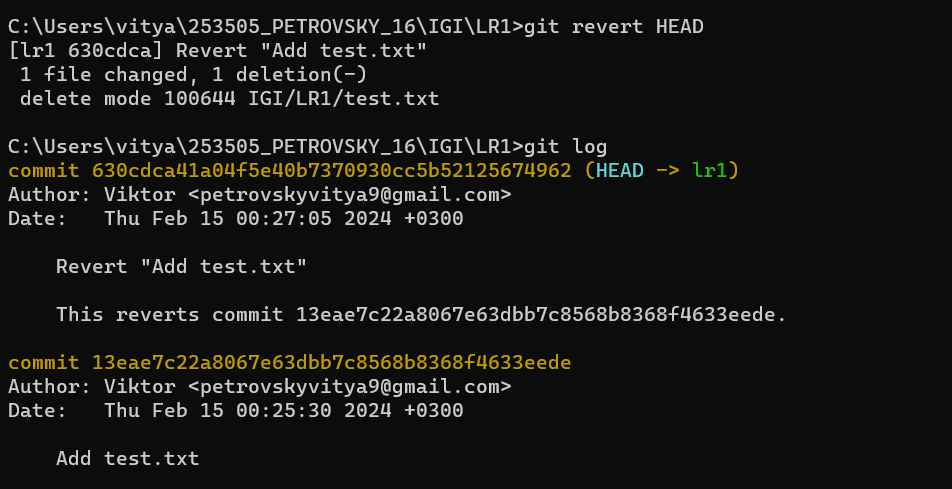 C:\Users\vitya\253505_PETROVSKY_16\IGI\LR1>git revert HEAD
[lr1 630cdca] Revert "Add test.txt"
 1 file changed, 1 deletion(-)
 delete mode 100644 IGI/LR1/test.txt
C:\Users\vitya\253505_PETROVSKY_16\IGI\LR1>git log
commit 630cdca41a04f5e40b7370930cc5b52125674962 (HEAD -> lr1)
Author: Viktor <petrovskyvitya9@gmail.com>
Date:   Thu Feb 15 00:27:05 2024 +0300
    Revert "Add test.txt"
    This reverts commit 13eae7c22a8067e63dbb7c8568b8368f4633eede.
commit 13eae7c22a8067e63dbb7c8568b8368f4633eede
Author: Viktor <petrovskyvitya9@gmail.com>
Date:   Thu Feb 15 00:25:30 2024 +0300
    Add test.txt